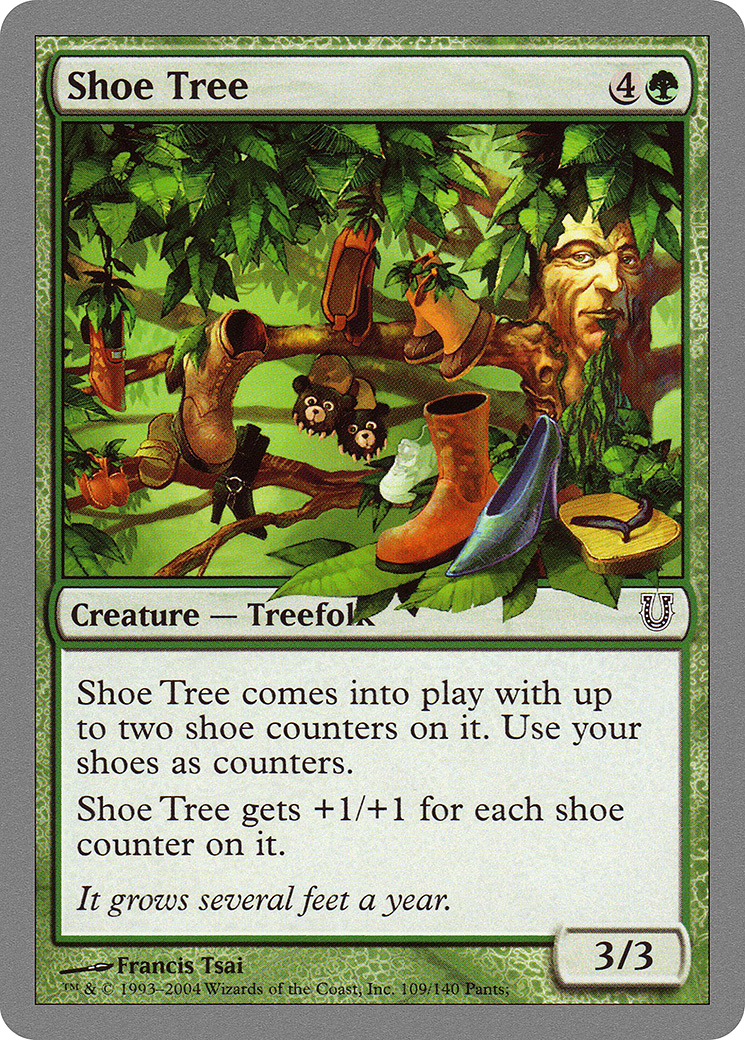 Shoe Tree 4
Creature — Treefolk
Shoe Tree comes into play with up
to two shoe counters on it. Use your
shoes as counters.
Shoe Tree gets +1/+1 for each shoe
counter on it.
It grows several feet a year.
3/3
Francis Tsai
™ & © 1993–2004 Wizards of the Coast, Inc. 109/140 Pants;